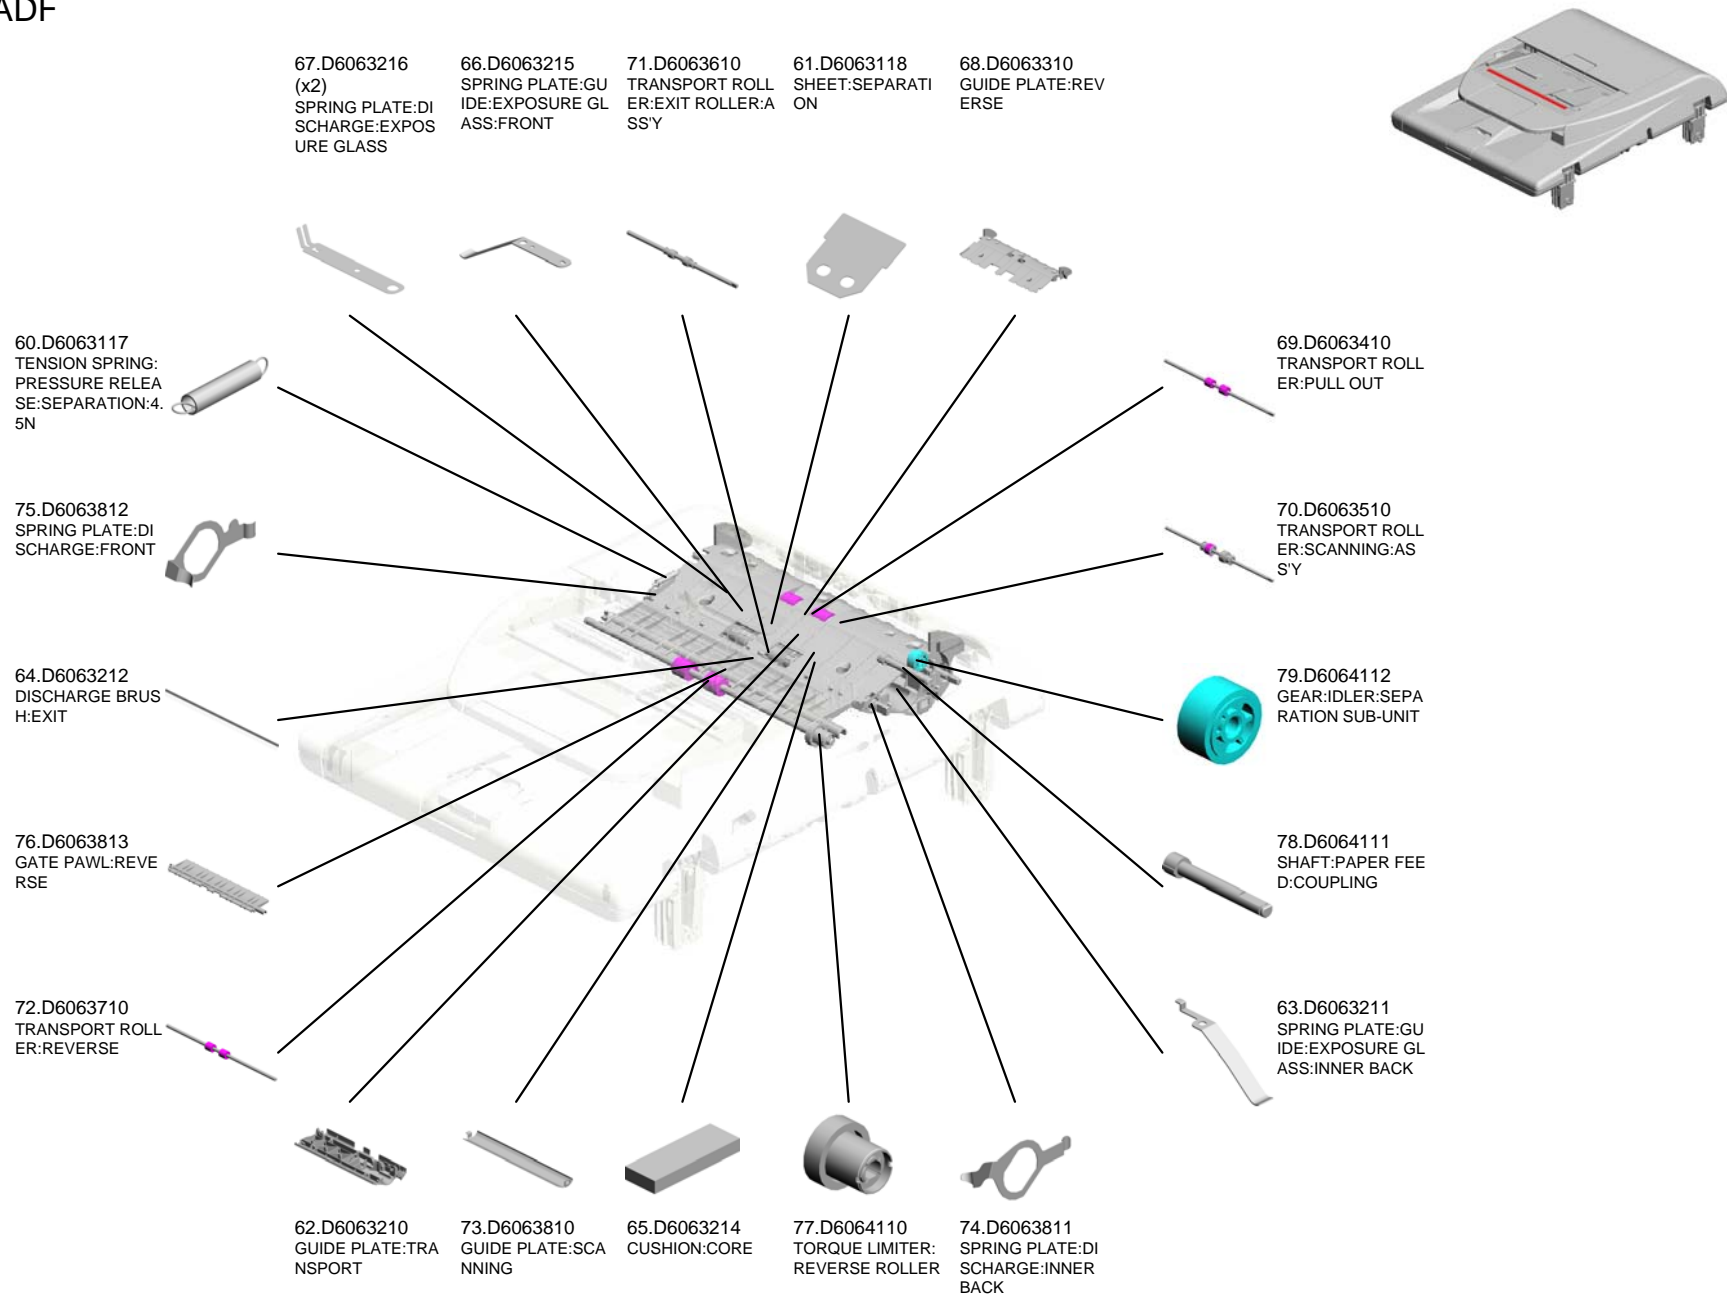 ADF
67.D6063216
(x2)
SPRING PLATE:DI
SCHARGE:EXPOS
URE GLASS
66.D6063215
SPRING PLATE:GU
IDE:EXPOSURE GL
ASS:FRONT
71.D6063610
TRANSPORT ROLL
ER:EXIT ROLLER:A
SS'Y
61.D6063118
SHEET:SEPARATI
ON
68.D6063310
GUIDE PLATE:REV
ERSE
60.D6063117
TENSION SPRING:
PRESSURE RELEA
SE:SEPARATION:4.
5N
69.D6063410
TRANSPORT ROLL
ER:PULL OUT
75.D6063812
SPRING PLATE:DI
SCHARGE:FRONT
70.D6063510
TRANSPORT ROLL
ER:SCANNING:AS
S'Y
64.D6063212
DISCHARGE BRUS
H:EXIT
79.D6064112
GEAR:IDLER:SEPA
RATION SUB-UNIT
76.D6063813
GATE PAWL:REVE
RSE
78.D6064111
SHAFT:PAPER FEE
D:COUPLING
72.D6063710
TRANSPORT ROLL
ER:REVERSE
63.D6063211
SPRING PLATE:GU
IDE:EXPOSURE GL
ASS:INNER BACK
62.D6063210
GUIDE PLATE:TRA
NSPORT
73.D6063810
GUIDE PLATE:SCA
NNING
65.D6063214
CUSHION:CORE
77.D6064110
TORQUE LIMITER:
REVERSE ROLLER
74.D6063811
SPRING PLATE:DI
SCHARGE:INNER
BACK